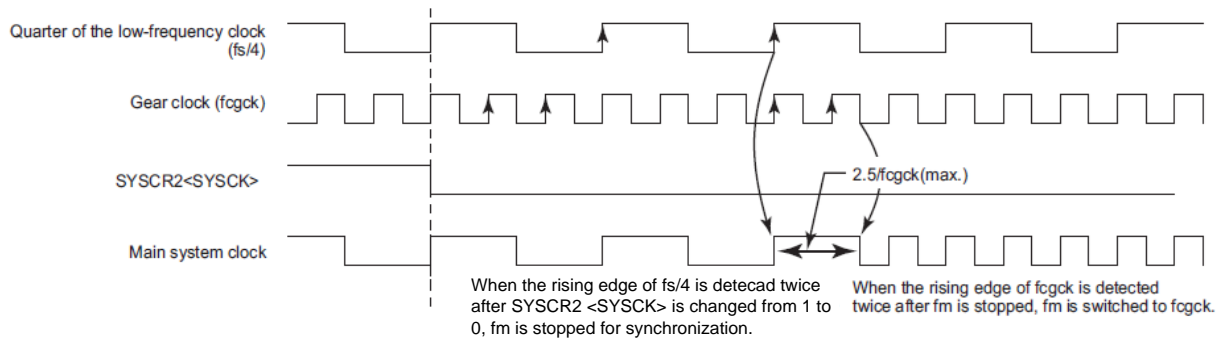 Quarter of the low-frequency clock
(fs/4)
Gear clock (fcgck)
SYSCR2<SYSCK>
2.5/fcgck(max.)
Main system clock
When the rising edge of fs/4 is detecad twice
after SYSCR2 <SYSCK> is changed from 1 to
0, fm is stopped for synchronization.
When the rising edge of fcgck is detected
twice after fm is stopped, fm is switched to fcgck.